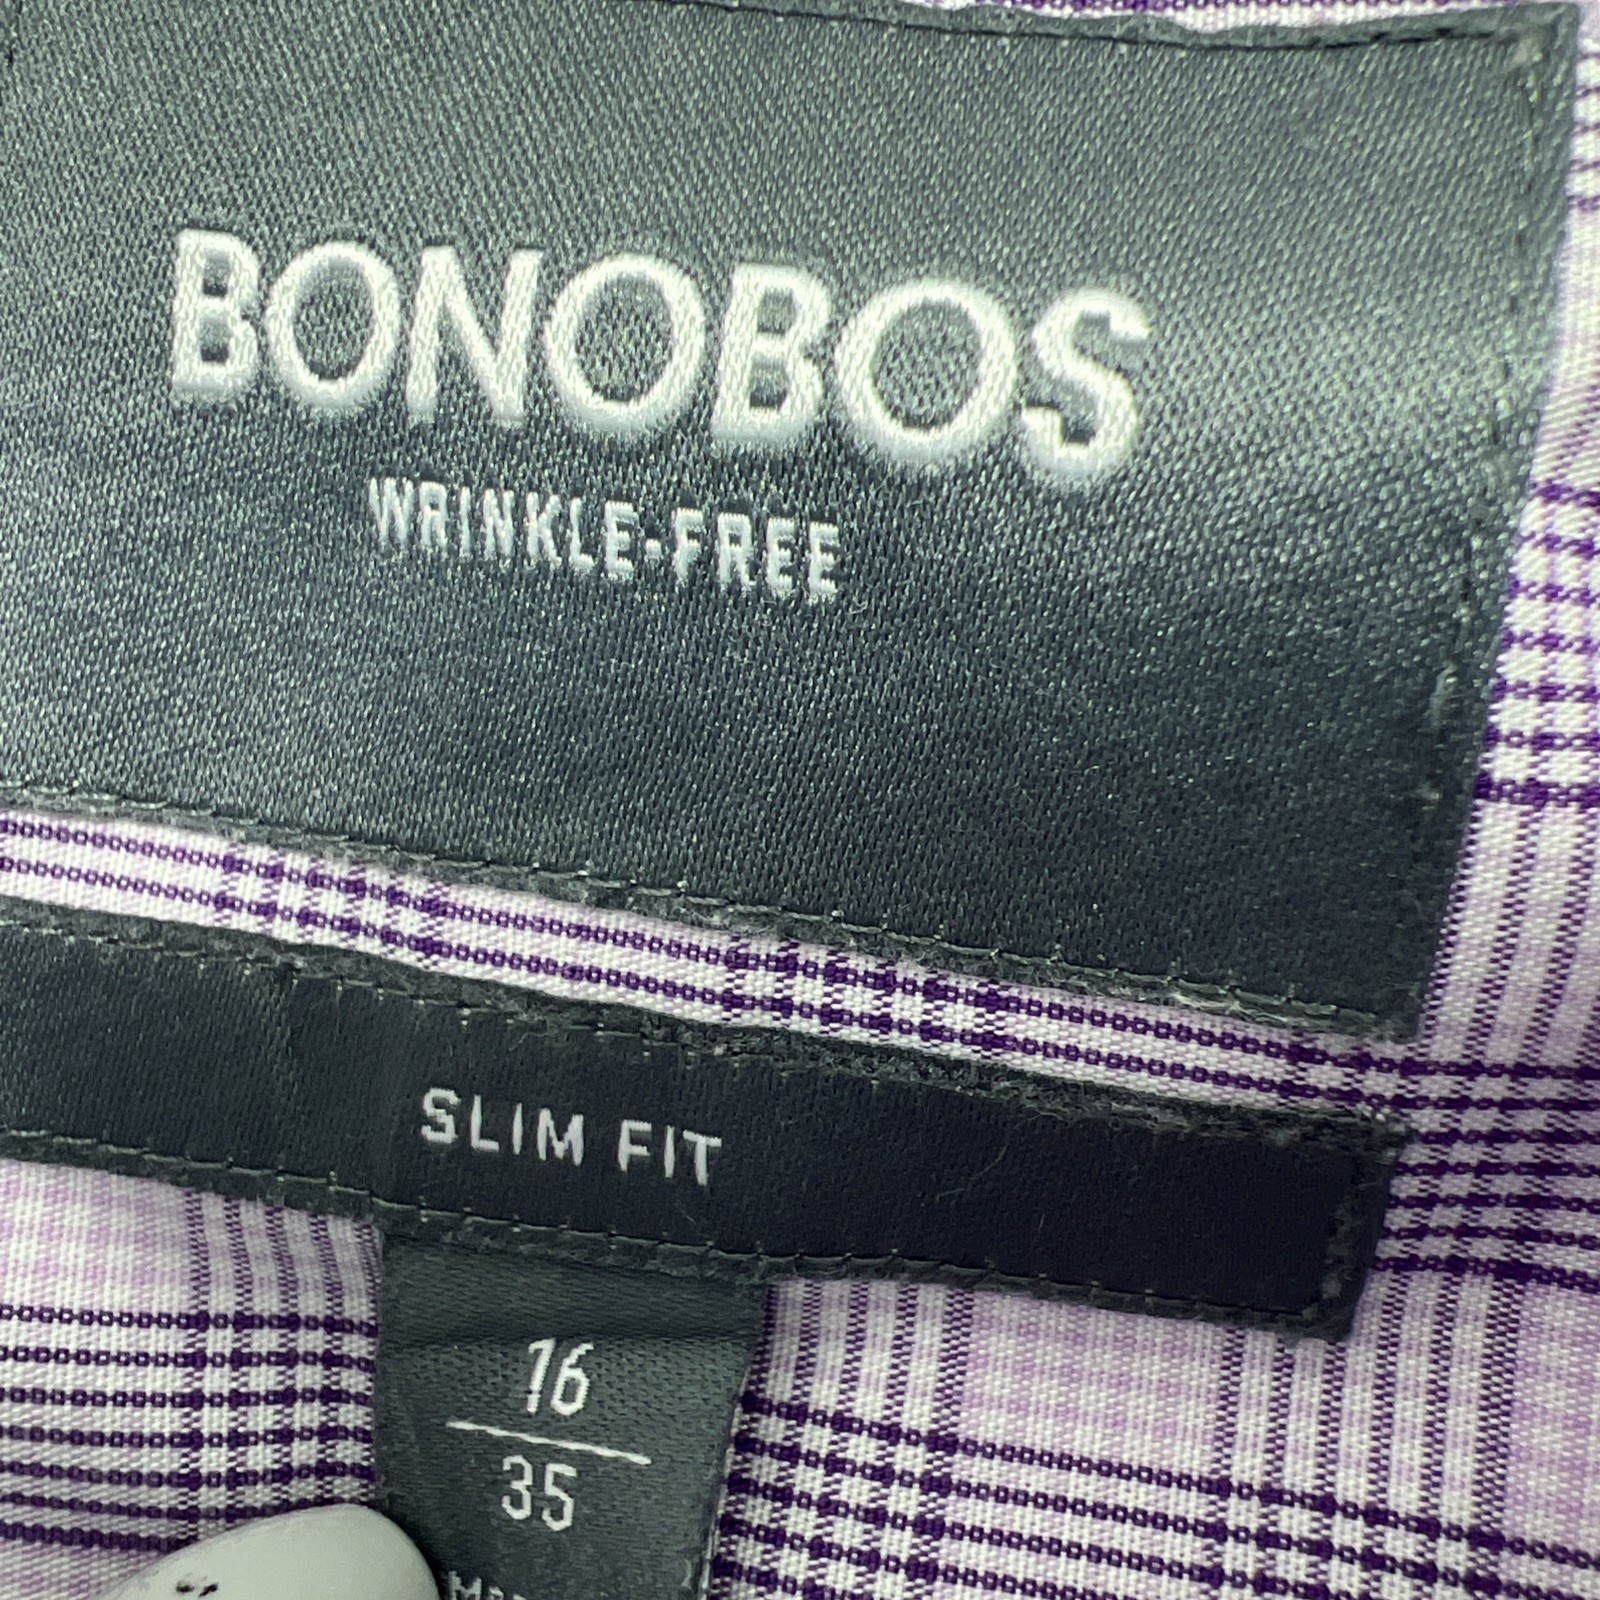 BONOBOS
WRINKLE-FREE
SLIM FIT
16
35